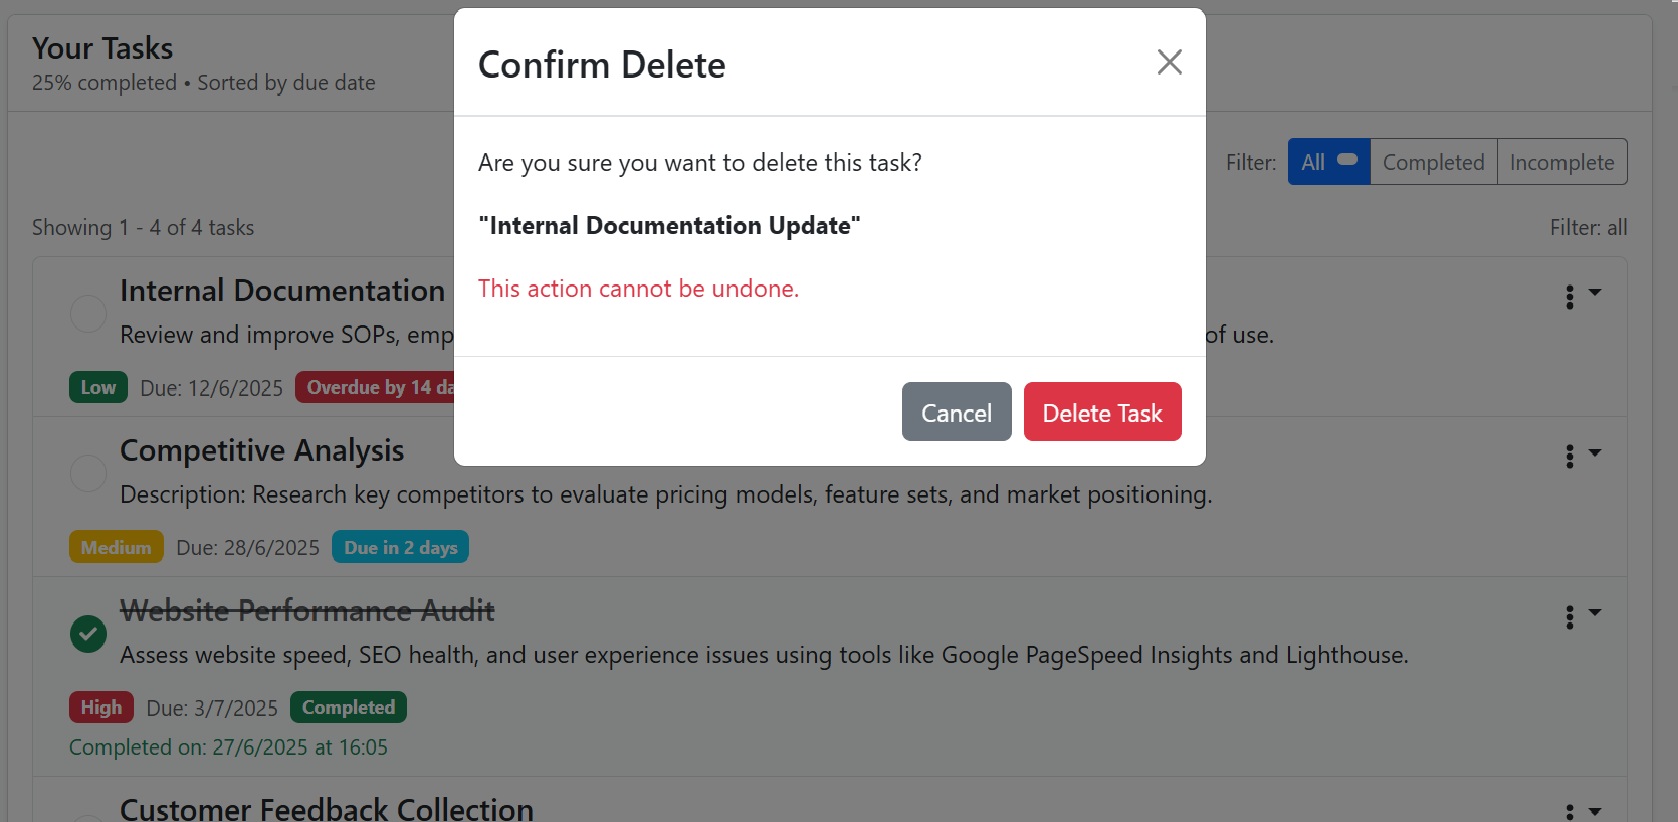 Your Tasks
25% completed • Sorted by due date
Confirm Delete
Are you sure you want to delete this task?
"Internal Documentation Update"
This action cannot be undone.
Cancel
Delete Task
Filter: All Completed Incomplete
Showing 1 - 4 of 4 tasks
Filter: all
Internal Documentation
Review and improve SOPs, emp
of use.
Low Due: 12/6/2025 Overdue by 14 da
Competitive Analysis
Description: Research key competitors to evaluate pricing models, feature sets, and market positioning.
Medium Due: 28/6/2025 Due in 2 days
Website Performance Audit
Assess website speed, SEO health, and user experience issues using tools like Google PageSpeed Insights and Lighthouse.
High Due: 3/7/2025 Completed
Completed on: 27/6/2025 at 16:05
Customer Feedback Collection